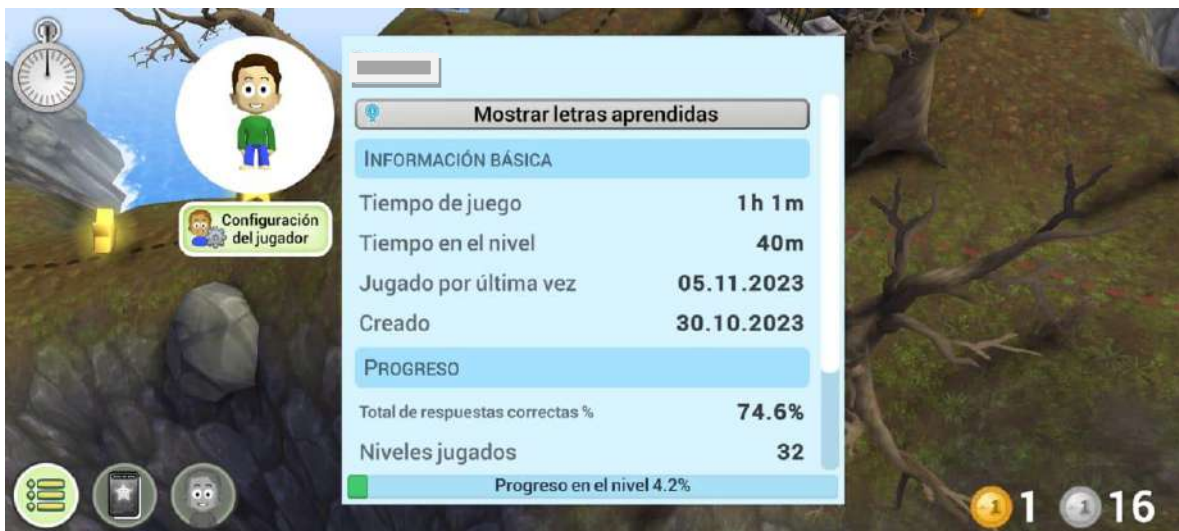 Mostrar letras aprendidas
INFORMACIÓN BÁSICA
Tiempo de juego 1h 1m
Tiempo en el nivel 40m
Jugado por última vez 05.11.2023
Creado 30.10.2023
PROGRESO
Total de respuestas correctas % 74.6%
Niveles jugados 32
Progreso en el nivel 4.2%
Configuración
del jugador
1 16